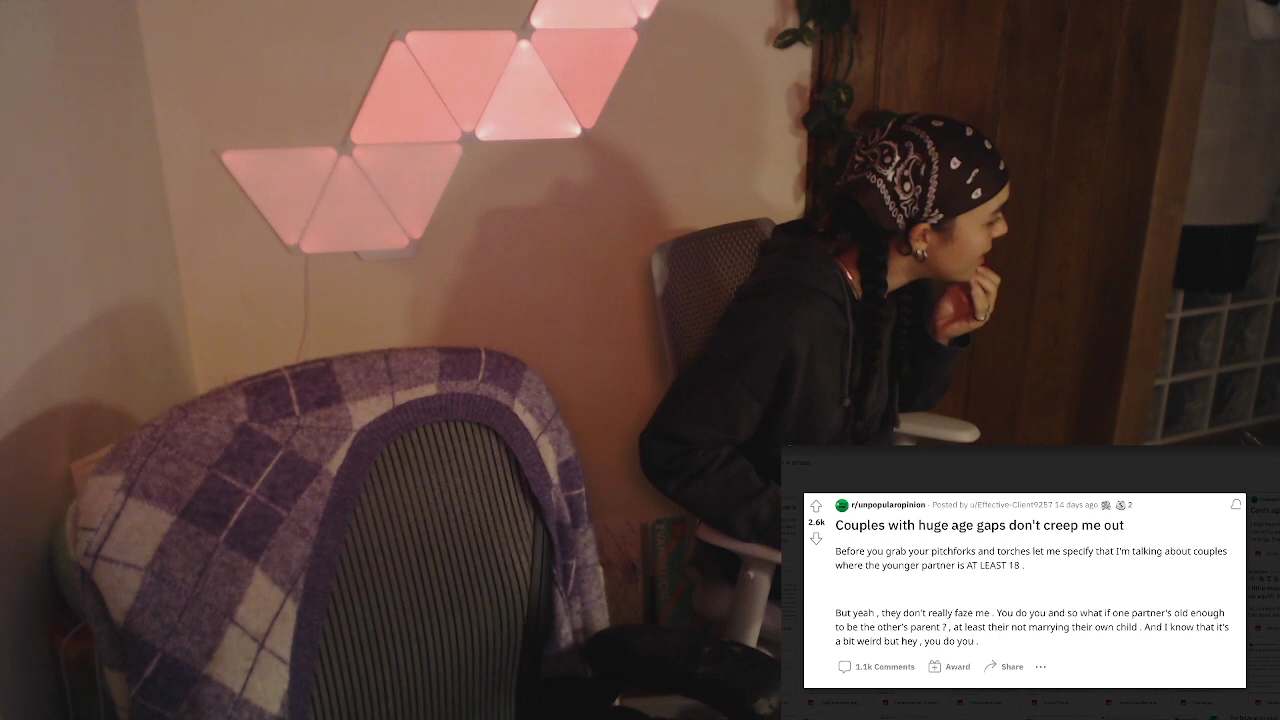 r/unpopularopinion · Posted by u/Effective-Client9257 14 days ago 2
2.6k
Couples with huge age gaps don't creep me out
Before you grab your pitchforks and torches let me specify that I'm talking about couples
where the younger partner is AT LEAST 18 .
But yeah , they don't really faze me . You do you and so what if one partner's old enough
to be the other's parent ? , at least their not marrying their own child . And I know that it's
a bit weird but hey , you do you .
1.1k Comments Award Share ...